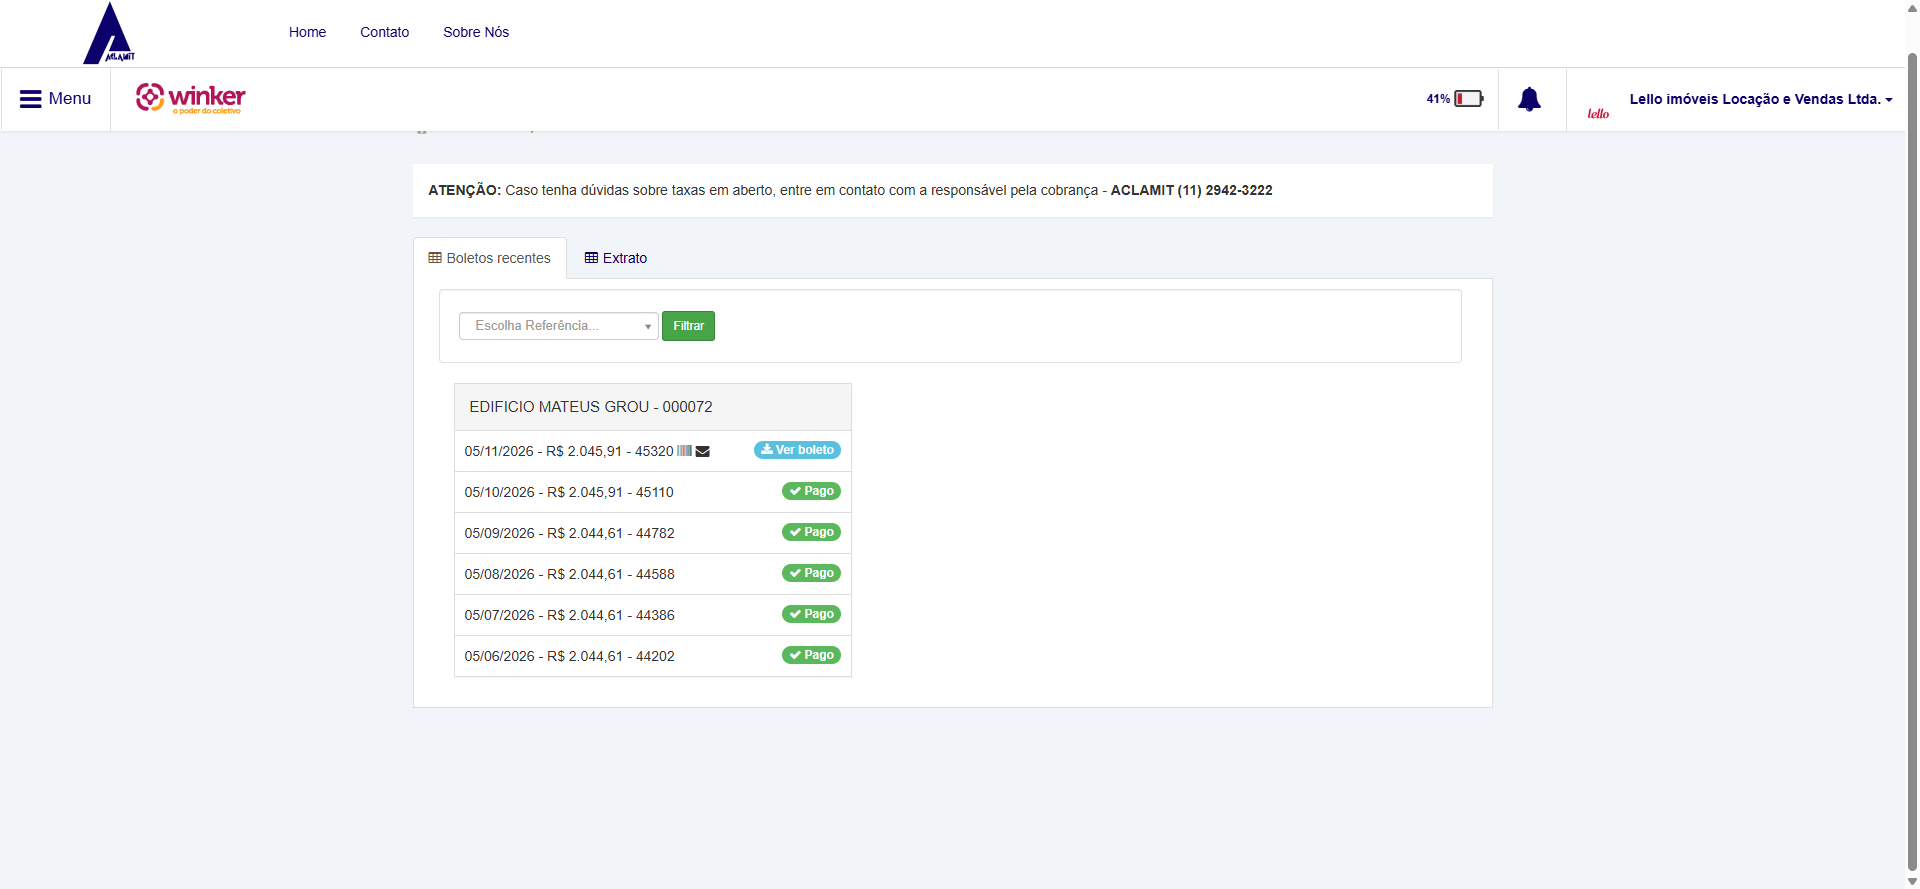 ACLAMIT
Home
Contato
Sobre Nós
Menu
winker
o poder do coletivo
41%
lello
Lello imóveis Locação e Vendas Ltda.
ATENÇÃO: Caso tenha dúvidas sobre taxas em aberto, entre em contato com a responsável pela cobrança - ACLAMIT (11) 2942-3222
Boletos recentes
Extrato
Escolha Referência...
Filtrar
EDIFICIO MATEUS GROU - 000072
05/11/2026 - R$ 2.045,91 - 45320 Ver boleto
05/10/2026 - R$ 2.045,91 - 45110 Pago
05/09/2026 - R$ 2.044,61 - 44782 Pago
05/08/2026 - R$ 2.044,61 - 44588 Pago
05/07/2026 - R$ 2.044,61 - 44386 Pago
05/06/2026 - R$ 2.044,61 - 44202 Pago